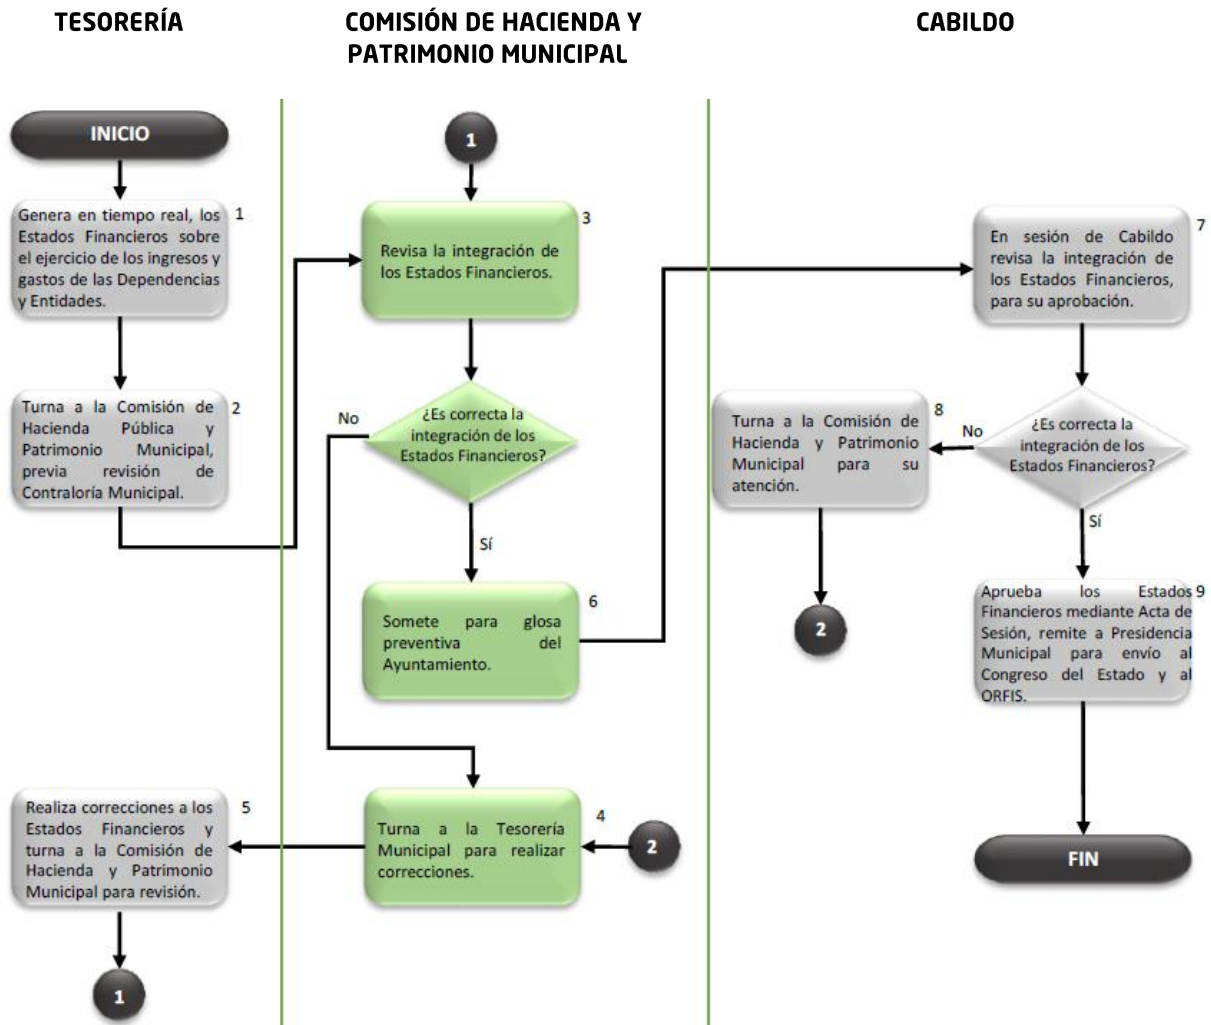 TESORERÍA
COMISIÓN DE HACIENDA Y
PATRIMONIO MUNICIPAL
CABILDO
INICIO
Genera en tiempo real, los
Estados Financieros sobre
el ejercicio de los ingresos y
gastos de las Dependencias
y Entidades.
1
Turna a la Comisión de
Hacienda Pública y
Patrimonio Municipal,
previa revisión de
Contraloría Municipal.
2
Realiza correcciones a los
Estados Financieros y
turna a la Comisión de
Hacienda y Patrimonio
Municipal para revisión.
5
1
1
Revisa la integración de
los Estados Financieros.
3
¿Es correcta la
integración de los
Estados Financieros?
No
Sí
Somete para glosa
preventiva del
Ayuntamiento.
6
Turna a la Tesorería
Municipal para realizar
correcciones.
4
2
En sesión de Cabildo
revisa la integración de
los Estados Financieros,
para su aprobación.
7
¿Es correcta la
integración de los
Estados Financieros?
No
Sí
Turna a la Comisión de
Hacienda y Patrimonio
Municipal para su
atención.
8
2
Aprueba los Estados
Financieros mediante Acta de
Sesión, remite a Presidencia
Municipal para envío al
Congreso del Estado y al
ORFIS.
9
FIN